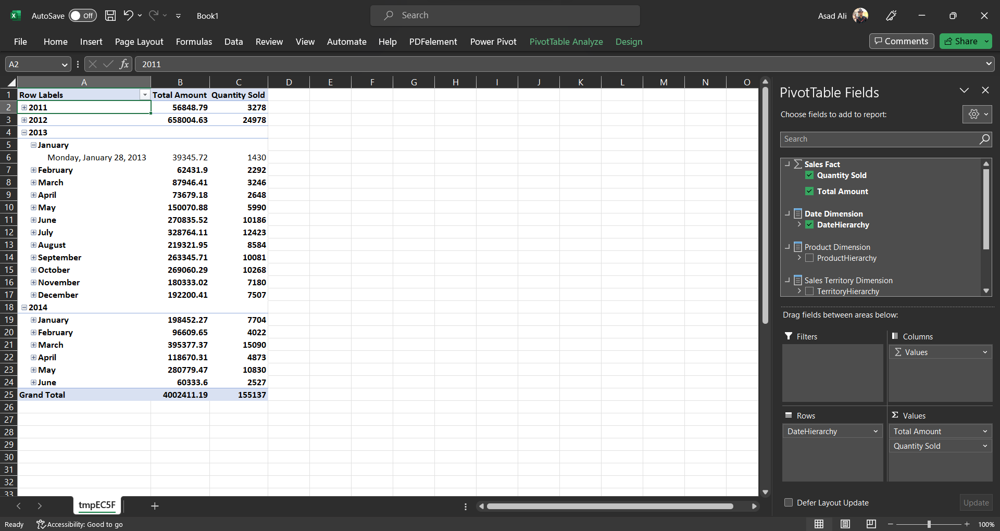 AutoSave Off Book1 Search Asad Ali
File Home Insert Page Layout Formulas Data Review View Automate Help PDFelement Power Pivot PivotTable Analyze Design Comments Share
A2 fx 2011
A B C D E F G H I J K L M N O
1 Row Labels Total Amount Quantity Sold
2 2011 56848.79 3278
3 2012 658004.63 24978
4 2013
5 January
6 Monday, January 28, 2013 39345.72 1430
7 February 62431.9 2292
8 March 87946.41 3246
9 April 73679.18 2648
10 May 150070.88 5990
11 June 270835.52 10186
12 July 328764.11 12423
13 August 219321.95 8584
14 September 263345.71 10081
15 October 269060.29 10268
16 November 180333.02 7180
17 December 192200.41 7507
18 2014
19 January 198452.27 7704
20 February 96609.65 4022
21 March 395377.37 15090
22 April 118670.31 4873
23 May 280779.47 10830
24 June 60333.6 2527
25 Grand Total 4002411.19 155137
26
27
28
29
30
31
32
33
tmpEC5F
Ready Accessibility: Good to go
PivotTable Fields
Choose fields to add to report:
Search
Σ Sales Fact
Quantity Sold
Total Amount
Date Dimension
DateHierarchy
Product Dimension
ProductHierarchy
Sales Territory Dimension
TerritoryHierarchy
Drag fields between areas below:
Filters
Columns
Σ Values
Rows
DateHierarchy
Σ Values
Total Amount
Quantity Sold
Defer Layout Update
Update
100%